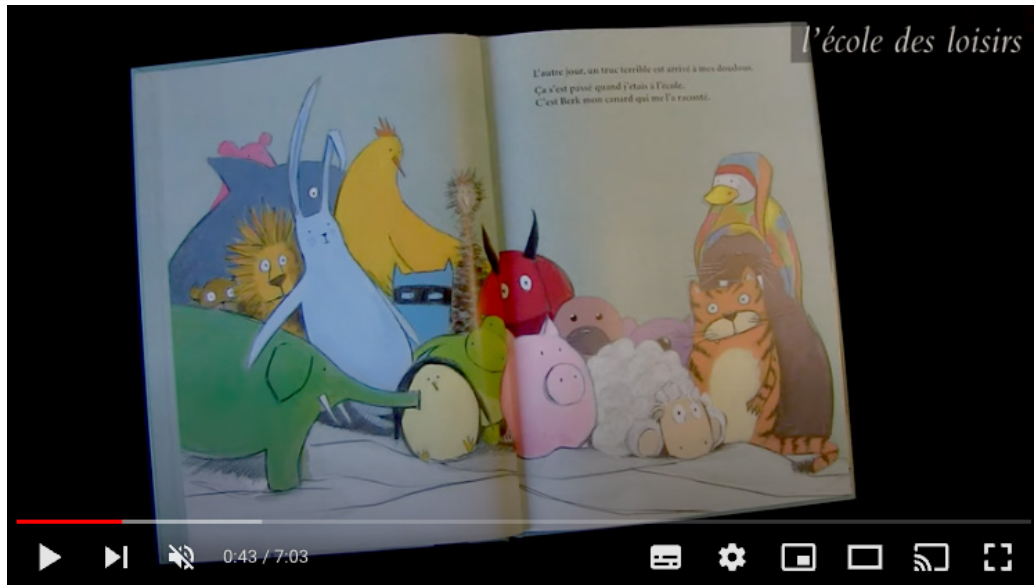 l'école des loisirs
L'autre jour, un truc terrible est arrivé à mes doudous.
Ça s'est passé quand j'étais à l'école.
C'est Berk mon canard qui me l'a raconté.
0:43 / 7:03